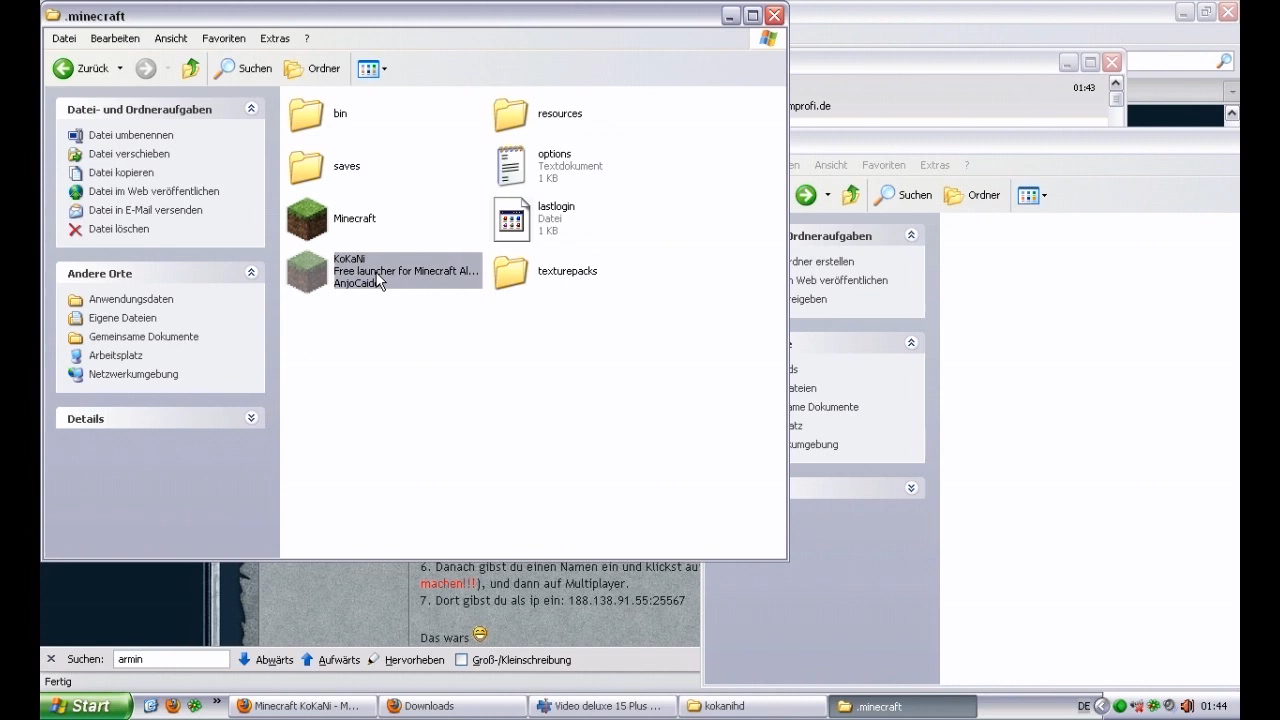 .minecraft
Datei Bearbeiten Ansicht Favoriten Extras ?
Zurück Suchen Ordner
Datei- und Ordneraufgaben
Datei umbenennen
Datei verschieben
Datei kopieren
Datei im Web veröffentlichen
Datei in E-Mail versenden
Datei löschen
Andere Orte
Anwendungsdaten
Eigene Dateien
Gemeinsame Dokumente
Arbeitsplatz
Netzwerkumgebung
Details
bin
resources
saves
options
Textdokument
1 KB
Minecraft
lastlogin
Datei
1 KB
KoKaNi
Free launcher for Minecraft Al...
AnjoCaid
texturepacks
01:43
mprofi.de
en Ansicht Favoriten Extras ?
Suchen Ordner
Ordneraufgaben
rdner erstellen
n Web veröffentlichen
eigeben
e
ds
ateien
ame Dokumente
atz
kumgebung
6. Danach gibst du einen Namen ein und klickst au
machen!!!), und dann auf Multiplayer.
7. Dort gibst du als ip ein: 188.138.91.55:25567
Das wars
Suchen: armin Abwärts Aufwärts Hervorheben Groß-/Kleinschreibung
Fertig
Start Minecraft KoKaNi - M... Downloads Video deluxe 15 Plus ... kokanihd .minecraft DE 01:44